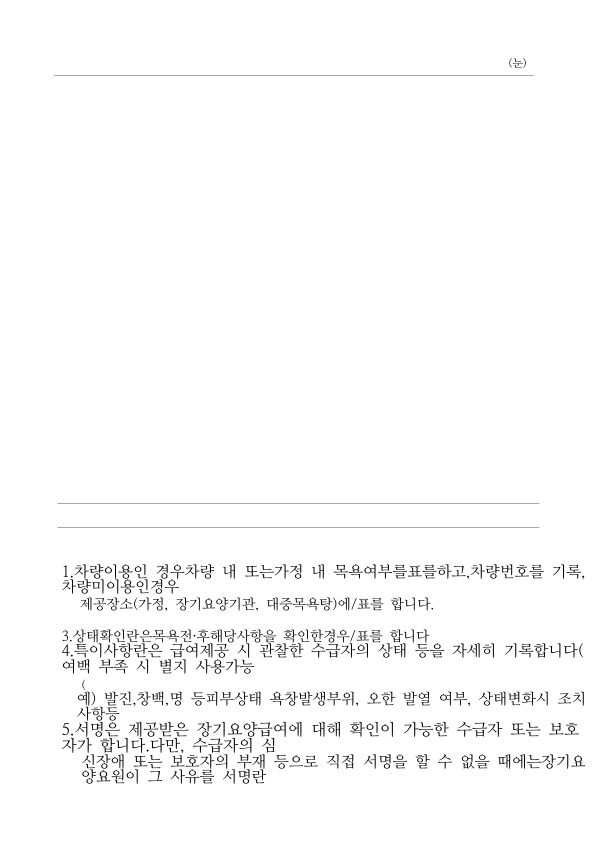 (눈)
1.차량이용인 경우차량 내 또는가정 내 목욕여부를표를하고,차량번호를 기록,
차량미이용인경우
제공장소(가정, 장기요양기관, 대중목욕탕)에/표를 합니다.
3.상태확인란은목욕전·후해당사항을 확인한경우/표를 합니다
4.특이사항란은 급여제공 시 관찰한 수급자의 상태 등을 자세히 기록합니다(
여백 부족 시 별지 사용가능
(
예) 발진,창백,명 등피부상태 욕창발생부위, 오한 발열 여부, 상태변화시 조치
사항등
5.서명은 제공받은 장기요양급여에 대해 확인이 가능한 수급자 또는 보호
자가 합니다.다만, 수급자의 심
신장애 또는 보호자의 부재 등으로 직접 서명을 할 수 없을 때에는장기요
양요원이 그 사유를 서명란